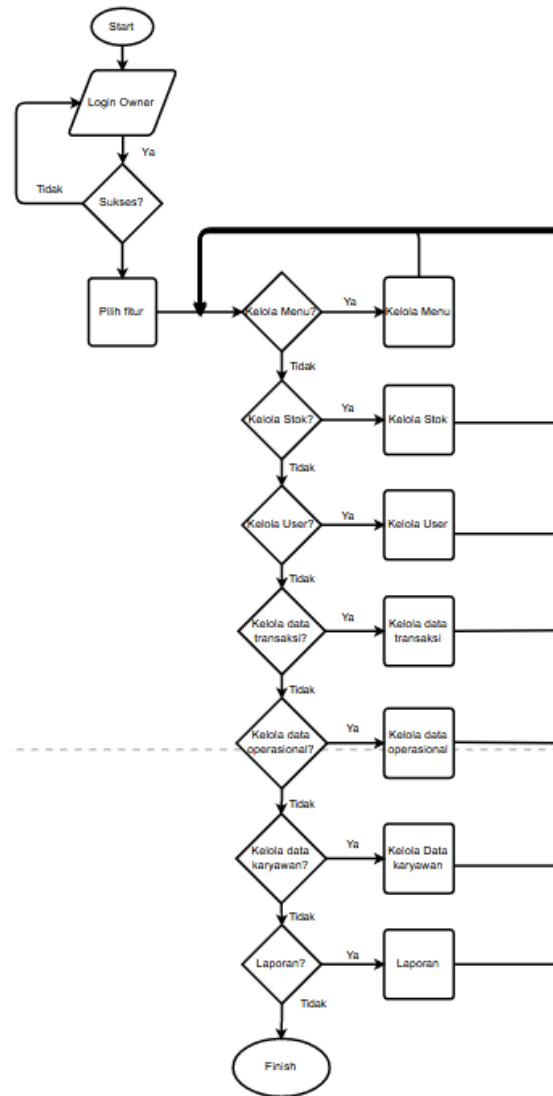 Start
Login Owner
Ya
Tidak
Sukses?
Pilih fitur
Kelola Menu?
Ya
Kelola Menu
Tidak
Kelola Stok?
Ya
Kelola Stok
Tidak
Kelola User?
Ya
Kelola User
Tidak
Kelola data
transaksi?
Ya
Kelola data
transaksi
Tidak
Kelola data
operasional?
Ya
Kelola data
operasional
Tidak
Kelola data
karyawan?
Ya
Kelola Data
karyawan
Tidak
Laporan?
Ya
Laporan
Tidak
Finish